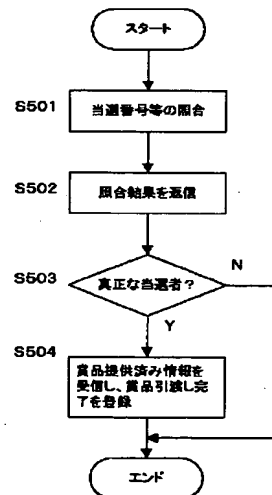 スタート
S501
当選番号等の照合
S502
照合結果を返信
S503
真正な当選者？
N
Y
S504
賞品提供済み情報を
受信し、賞品引渡し完
了を登録
エンド